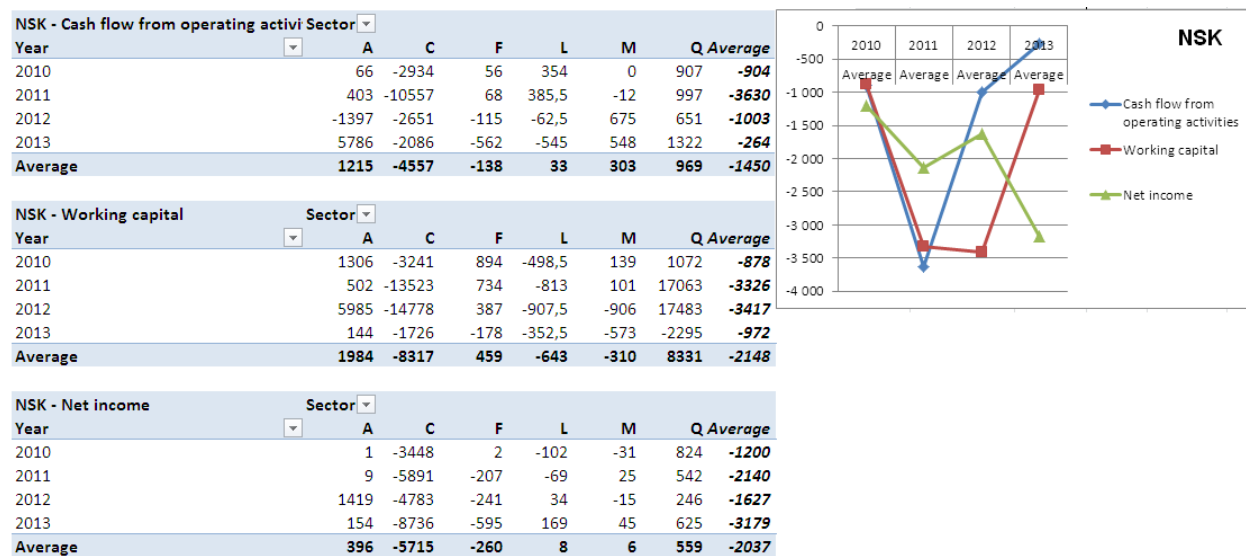 NSK - Cash flow from operating activi Sector
Year A C F L M Q Average
2010 66 -2934 56 354 0 907 -904
2011 403 -10557 68 385,5 -12 997 -3630
2012 -1397 -2651 -115 -62,5 675 651 -1003
2013 5786 -2086 -562 -545 548 1322 -264
Average 1215 -4557 -138 33 303 969 -1450
NSK - Working capital Sector
Year A C F L M Q Average
2010 1306 -3241 894 -498,5 139 1072 -878
2011 502 -13523 734 -813 101 17063 -3326
2012 5985 -14778 387 -907,5 -906 17483 -3417
2013 144 -1726 -178 -352,5 -573 -2295 -972
Average 1984 -8317 459 -643 -310 8331 -2148
NSK - Net income Sector
Year A C F L M Q Average
2010 1 -3448 2 -102 -31 824 -1200
2011 9 -5891 -207 -69 25 542 -2140
2012 1419 -4783 -241 34 -15 246 -1627
2013 154 -8736 -595 169 45 625 -3179
Average 396 -5715 -260 8 6 559 -2037
NSK
0
-500
-1 000
-1 500
-2 000
-2 500
-3 000
-3 500
-4 000
2010 2011 2012 2013
Average Average Average Average
Cash flow from
operating activities
Working capital
Net income